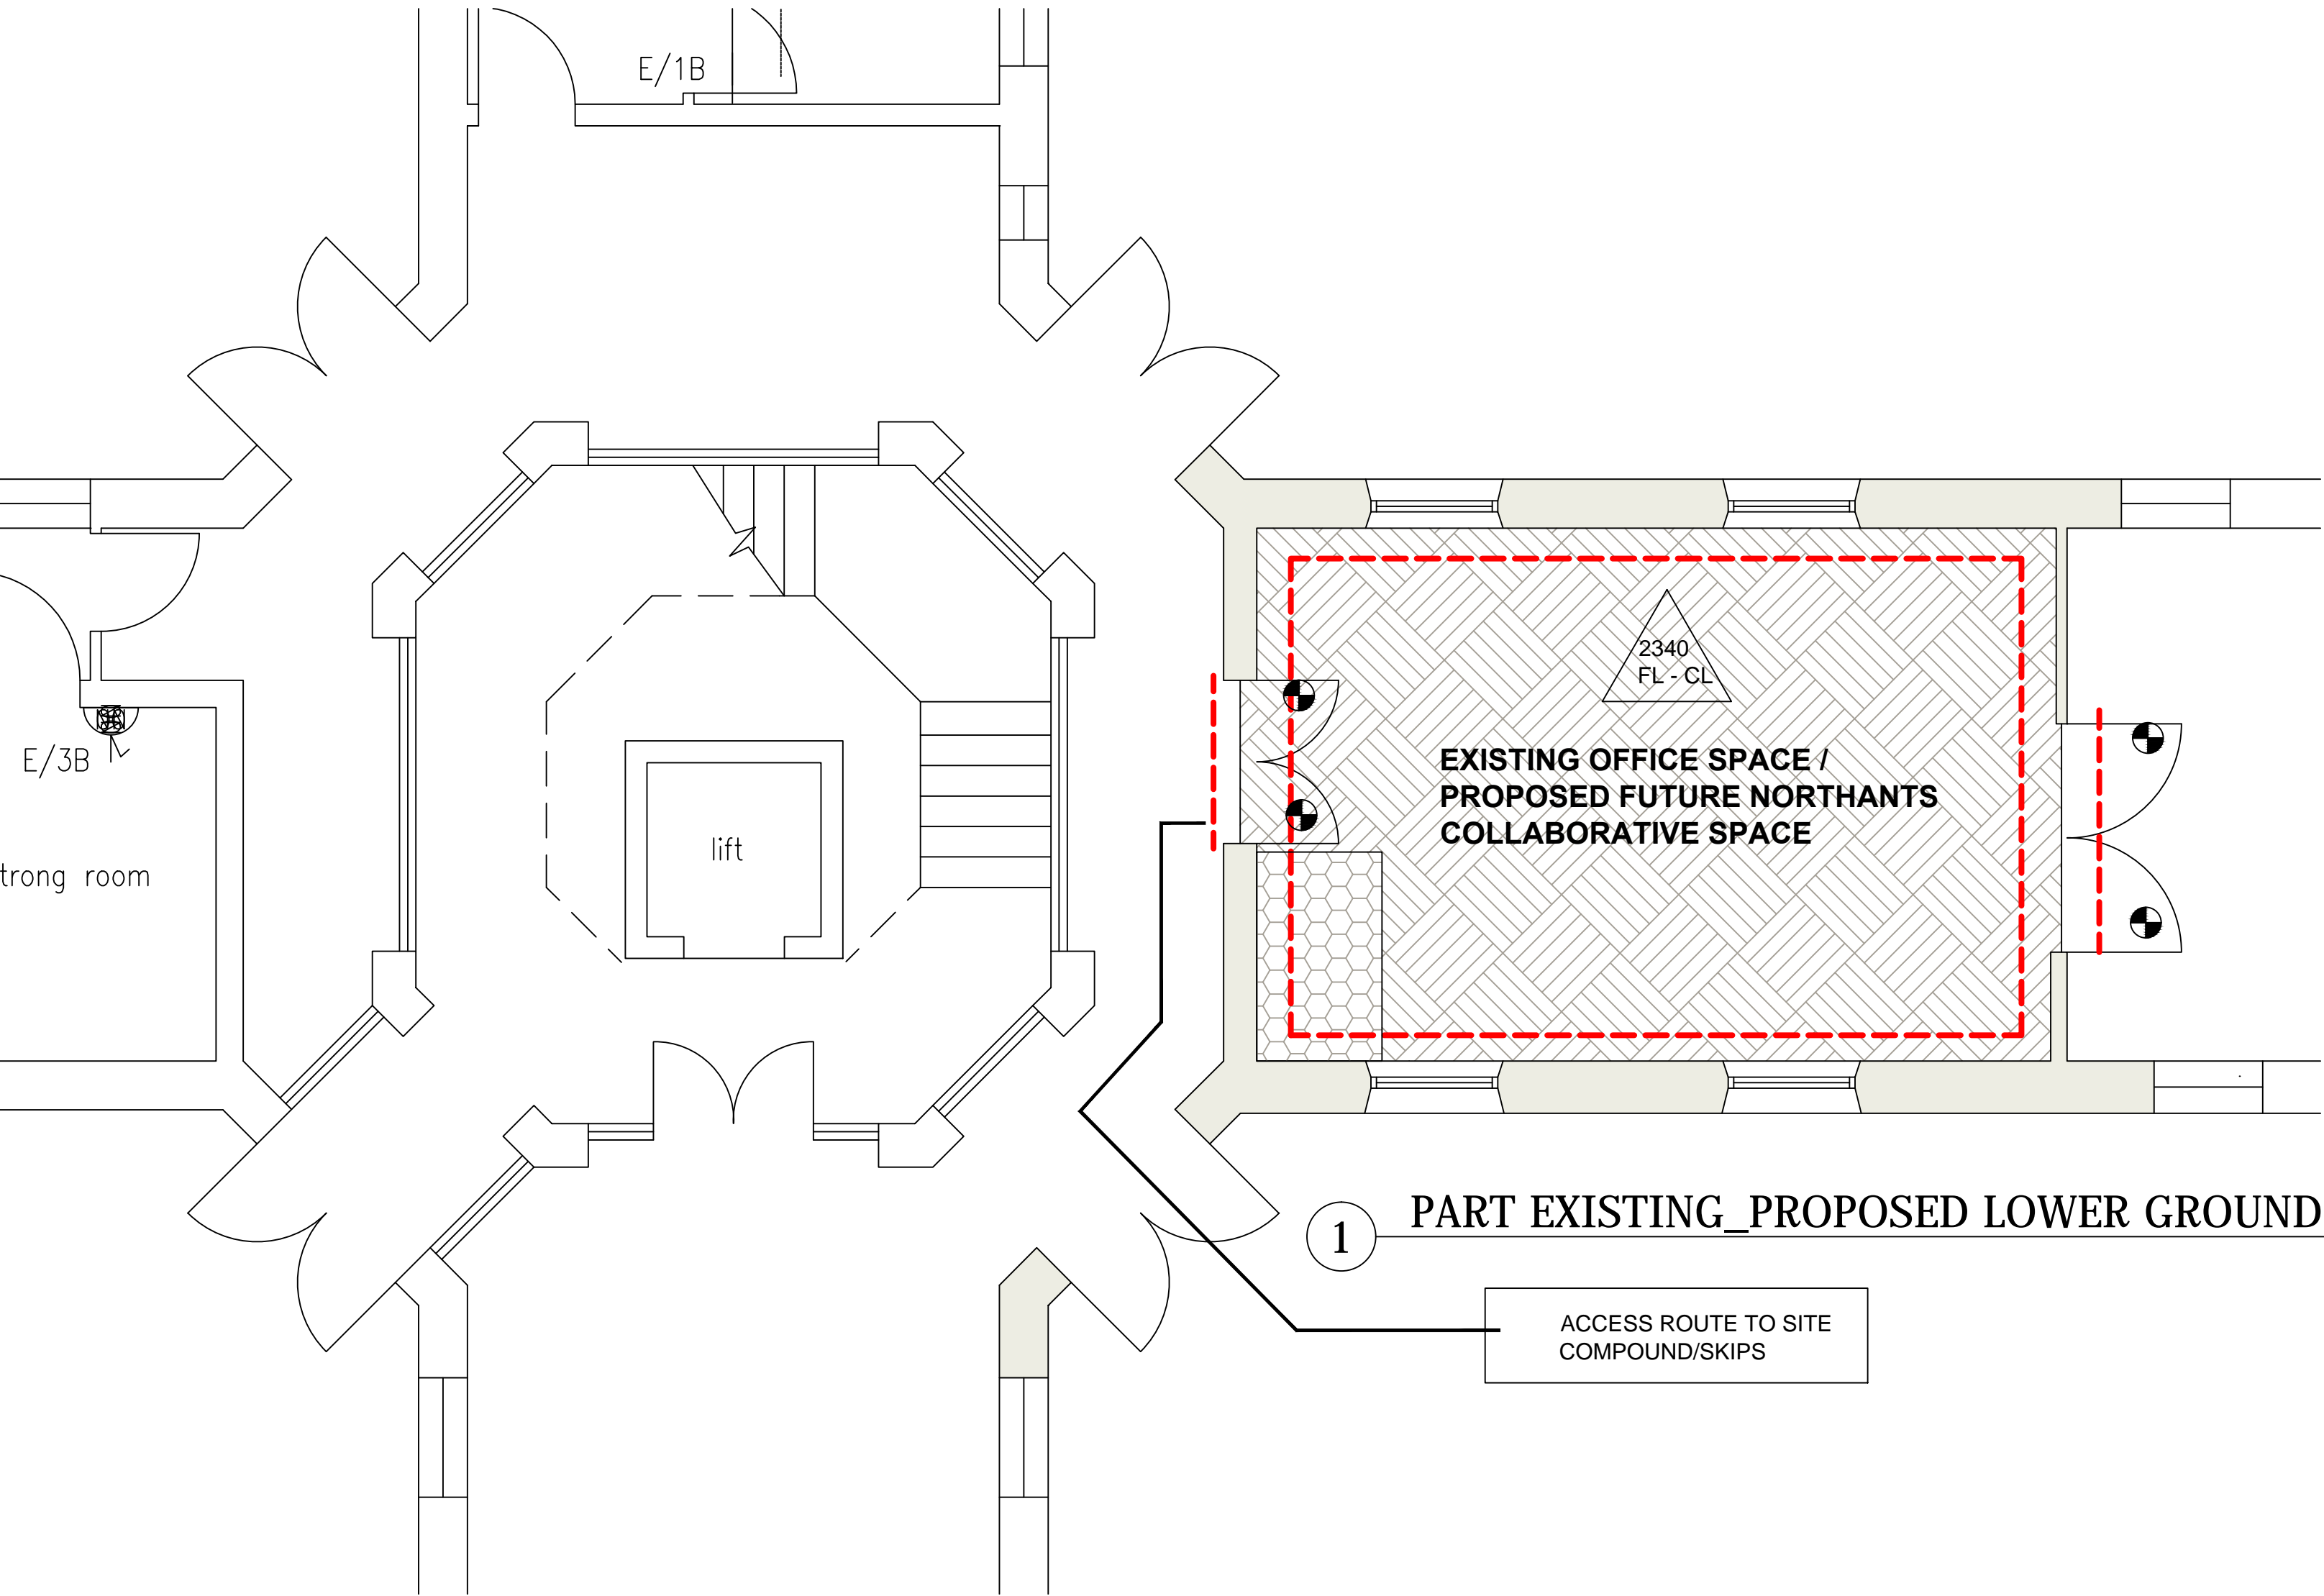 E/1B
2340
FL - CL
EXISTING OFFICE SPACE /
PROPOSED FUTURE NORTHANTS
COLLABORATIVE SPACE
E/3B
lift
trong room
1
PART EXISTING_PROPOSED LOWER GROUND
ACCESS ROUTE TO SITE
COMPOUND/SKIPS